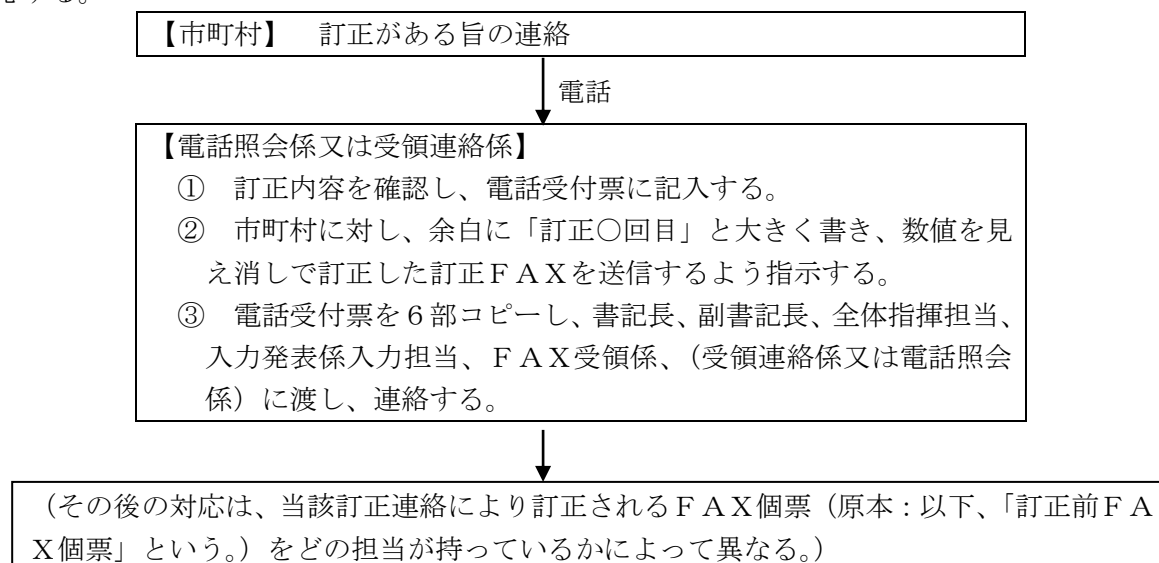 する。
【市町村】　訂正がある旨の連絡
電話
【電話照会係又は受領連絡係】
①　訂正内容を確認し、電話受付票に記入する。
②　市町村に対し、余白に「訂正○回目」と大きく書き、数値を見
え消しで訂正した訂正ＦＡＸを送信するよう指示する。
③　電話受付票を６部コピーし、書記長、副書記長、全体指揮担当、
入力発表係入力担当、ＦＡＸ受領係、（受領連絡係又は電話照会
係）に渡し、連絡する。
（その後の対応は、当該訂正連絡により訂正されるＦＡＸ個票（原本：以下、「訂正前ＦＡ
Ｘ個票」という。）をどの担当が持っているかによって異なる。）